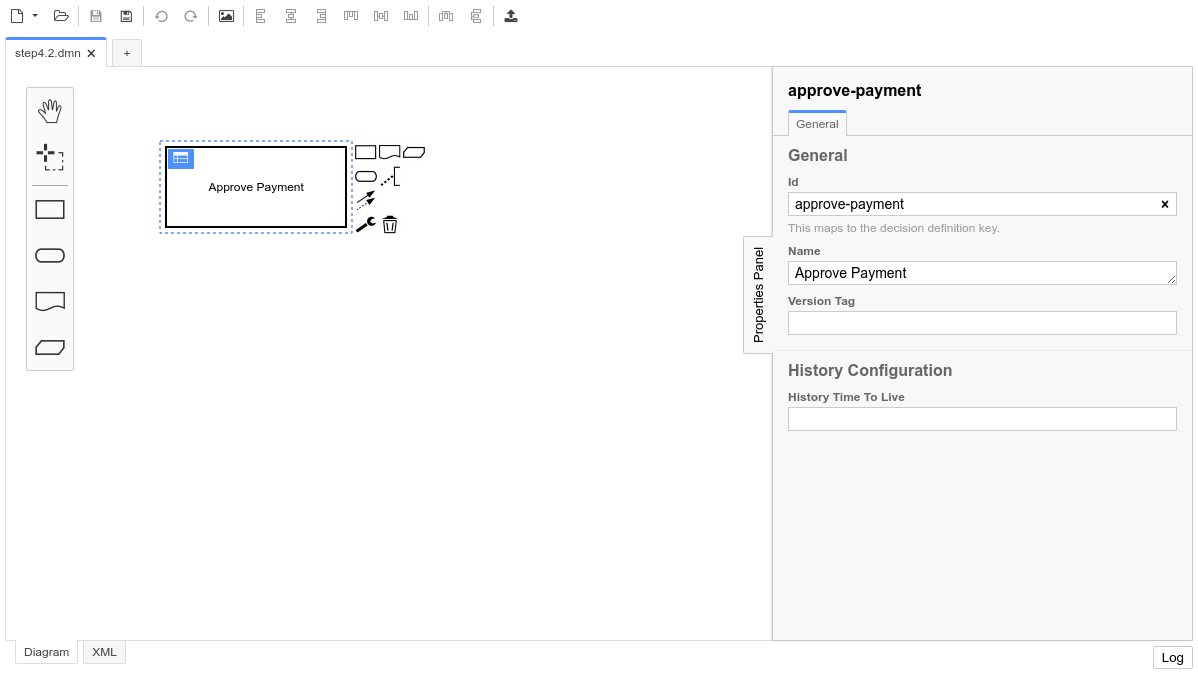 step4.2.dmn
+
Approve Payment
Properties Panel
approve-payment
General
General
Id
approve-payment
This maps to the decision definition key.
Name
Approve Payment
Version Tag
History Configuration
History Time To Live
Diagram
XML
Log